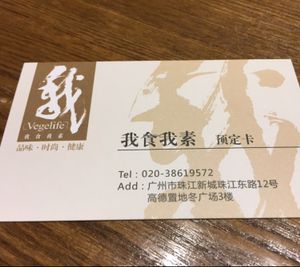 我
Vegelife
我食我素
品味·时尚·健康
我食我素 预定卡
Tel : 020-38619572
Add : 广州市珠江新城珠江东路12号
高德置地冬广场3楼